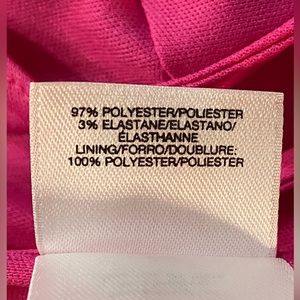 97% POLYESTER/POLIESTER
3% ELASTANE/ELASTANO/
ÉLASTHANNE
LINING/FORRO/DOUBLURE:
100% POLYESTER/POLIESTER